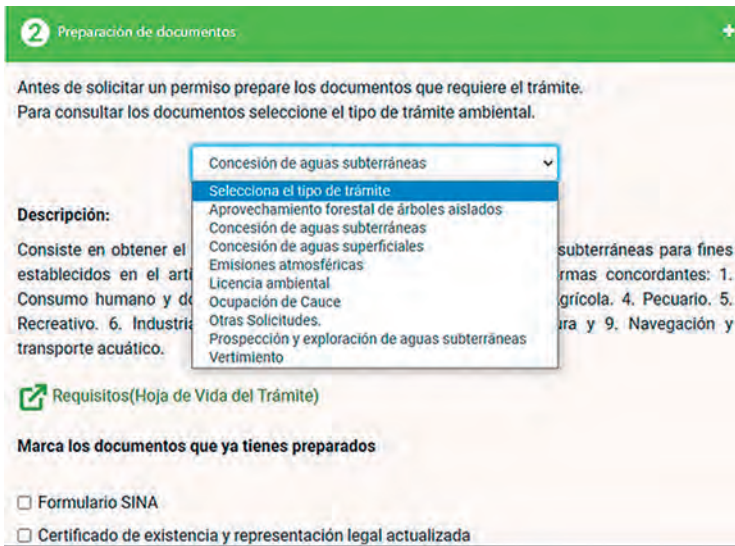 2 Preparación de documentos +
Antes de solicitar un permiso prepare los documentos que requiere el trámite.
Para consultar los documentos seleccione el tipo de trámite ambiental.
Concesión de aguas subterráneas
Selecciona el tipo de trámite
Aprovechamiento forestal de árboles aislados
Concesión de aguas subterráneas
Concesión de aguas superficiales
Emisiones atmosféricas
Licencia ambiental
Ocupación de Cauce
Otras Solicitudes.
Prospección y exploración de aguas subterráneas
Vertimiento
Descripción:
Consiste en obtener el subterráneas para fines
establecidos en el concordantes: 1.
Consumo humano y 4. Pecuario. 5.
Recreativo. 6. y 9. Navegación y
transporte acuático.
Requisitos(Hoja de Vida del Trámite)
Marca los documentos que ya tienes preparados
Formulario SINA
Certificado de existencia y representación legal actualizada